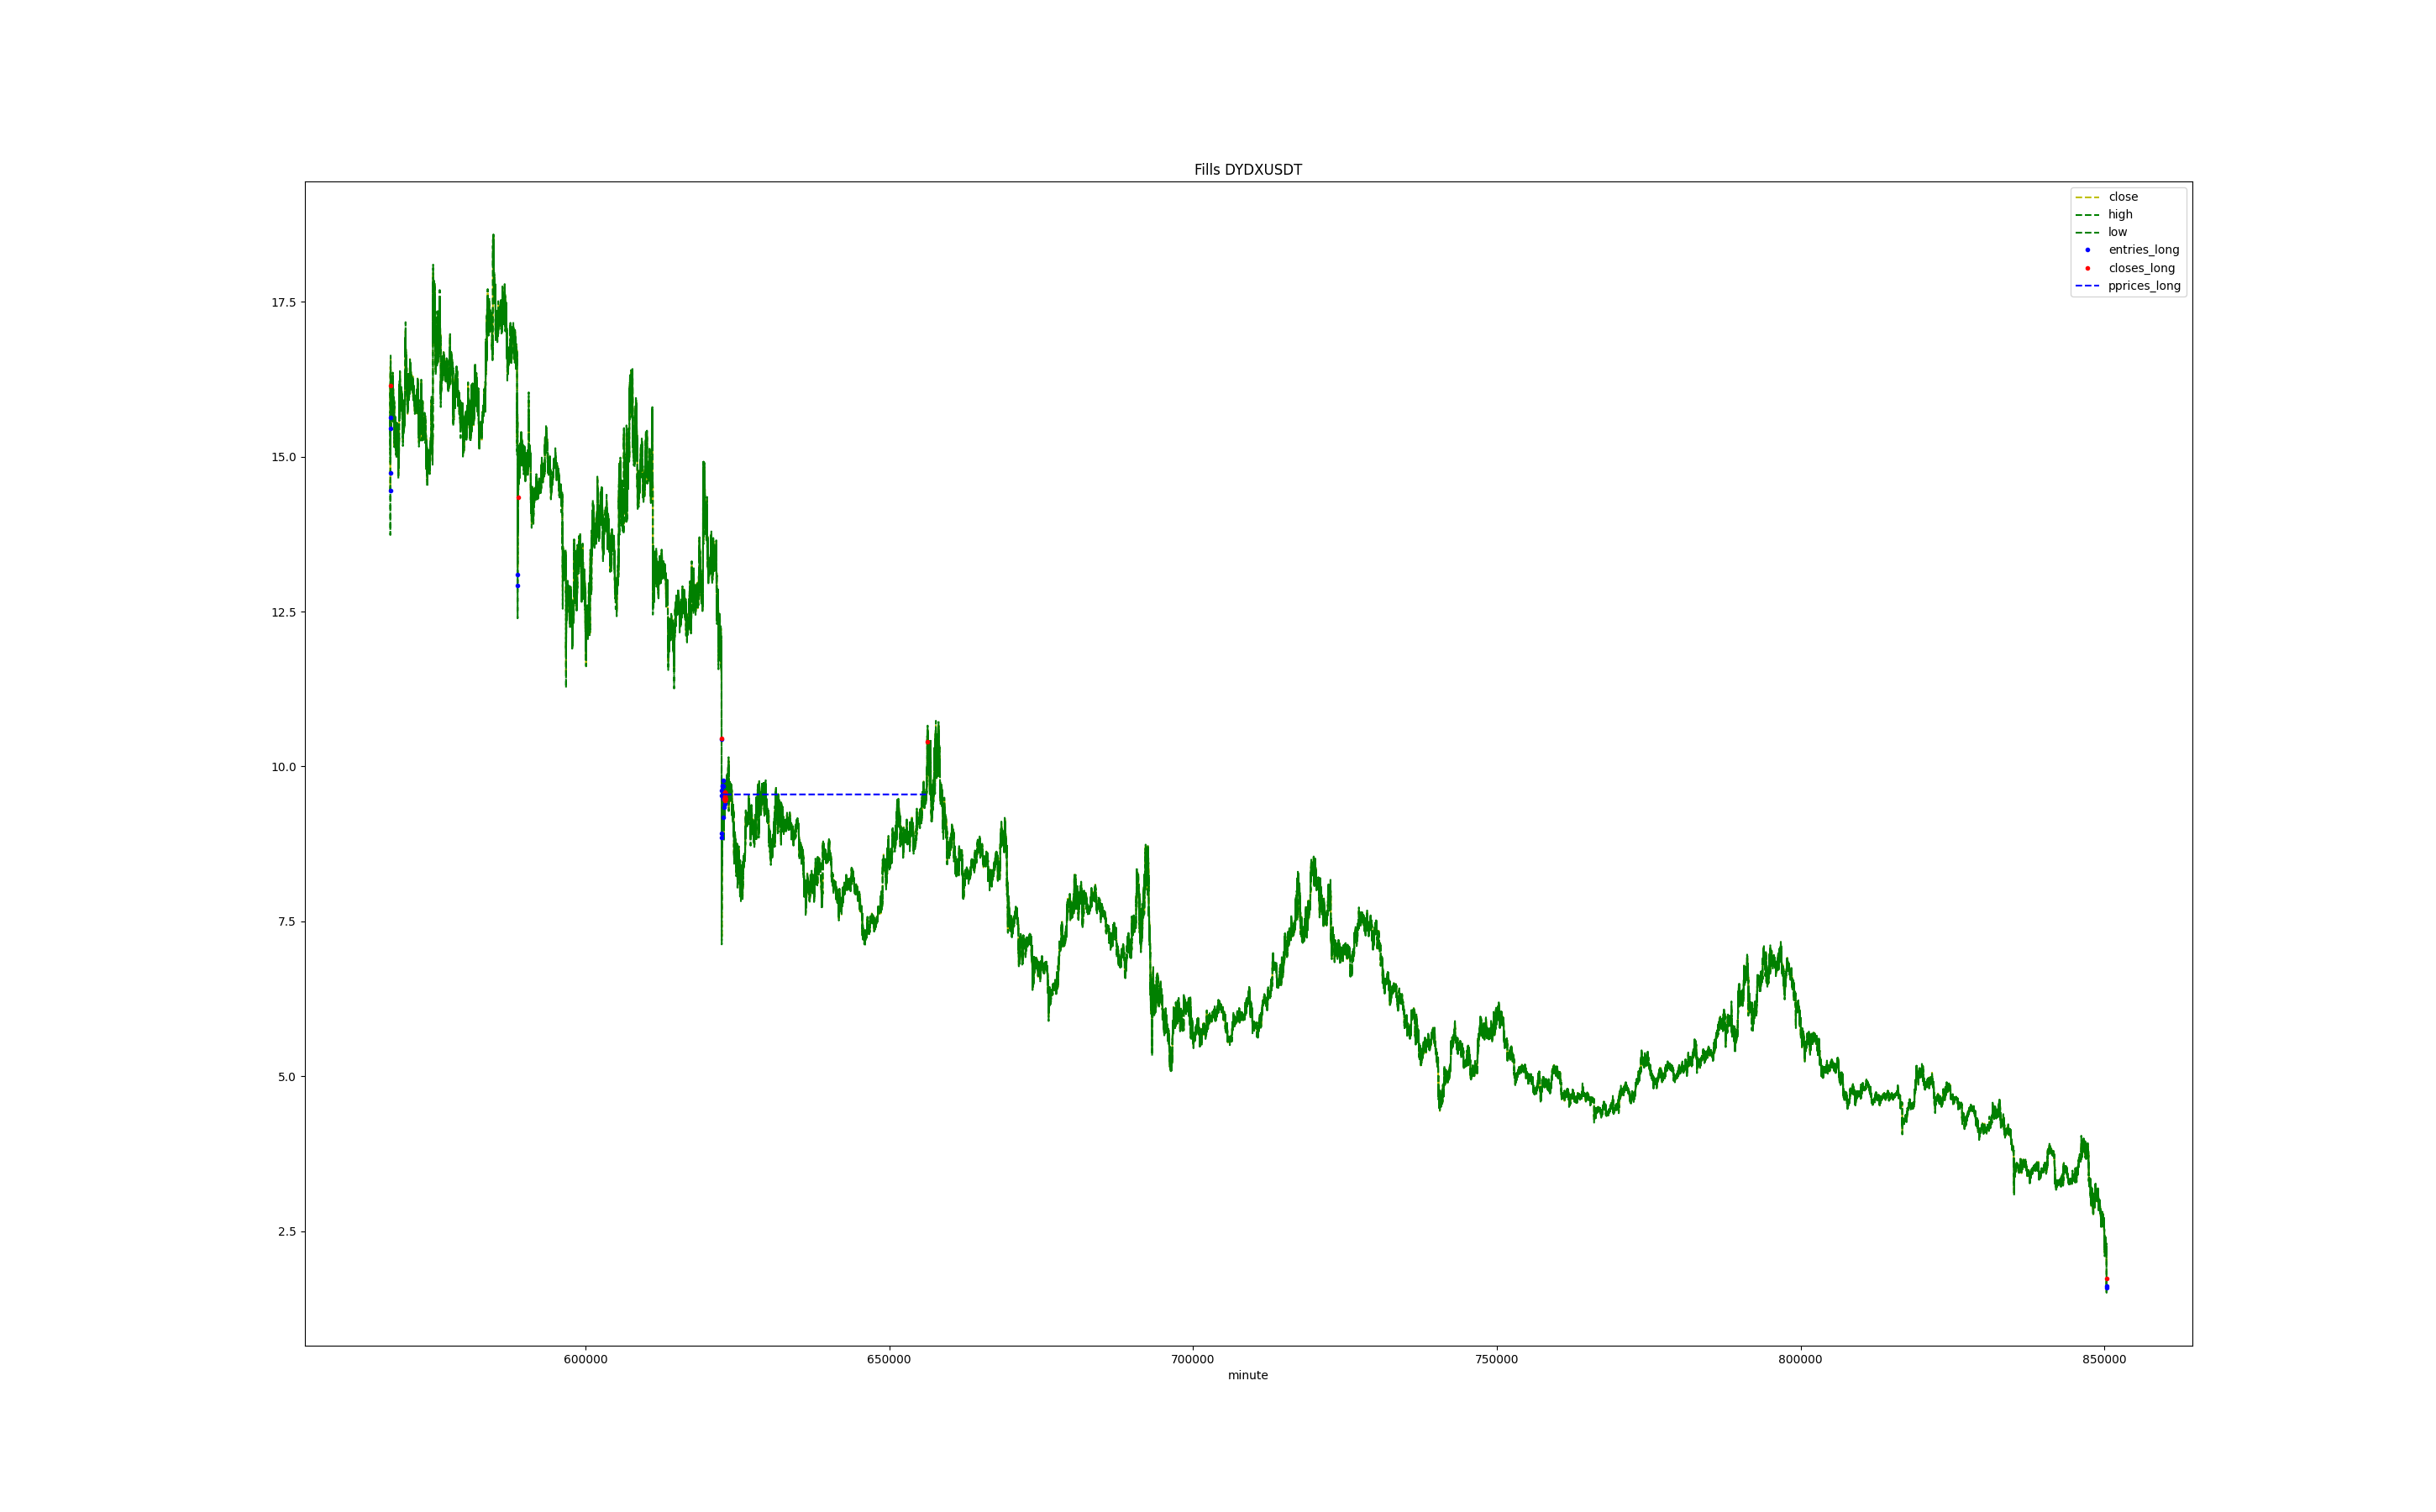 Fills DYDXUSDT
close
high
low
entries_long
closes_long
pprices_long
17.5
15.0
12.5
10.0
7.5
5.0
2.5
600000
650000
700000
750000
800000
850000
minute